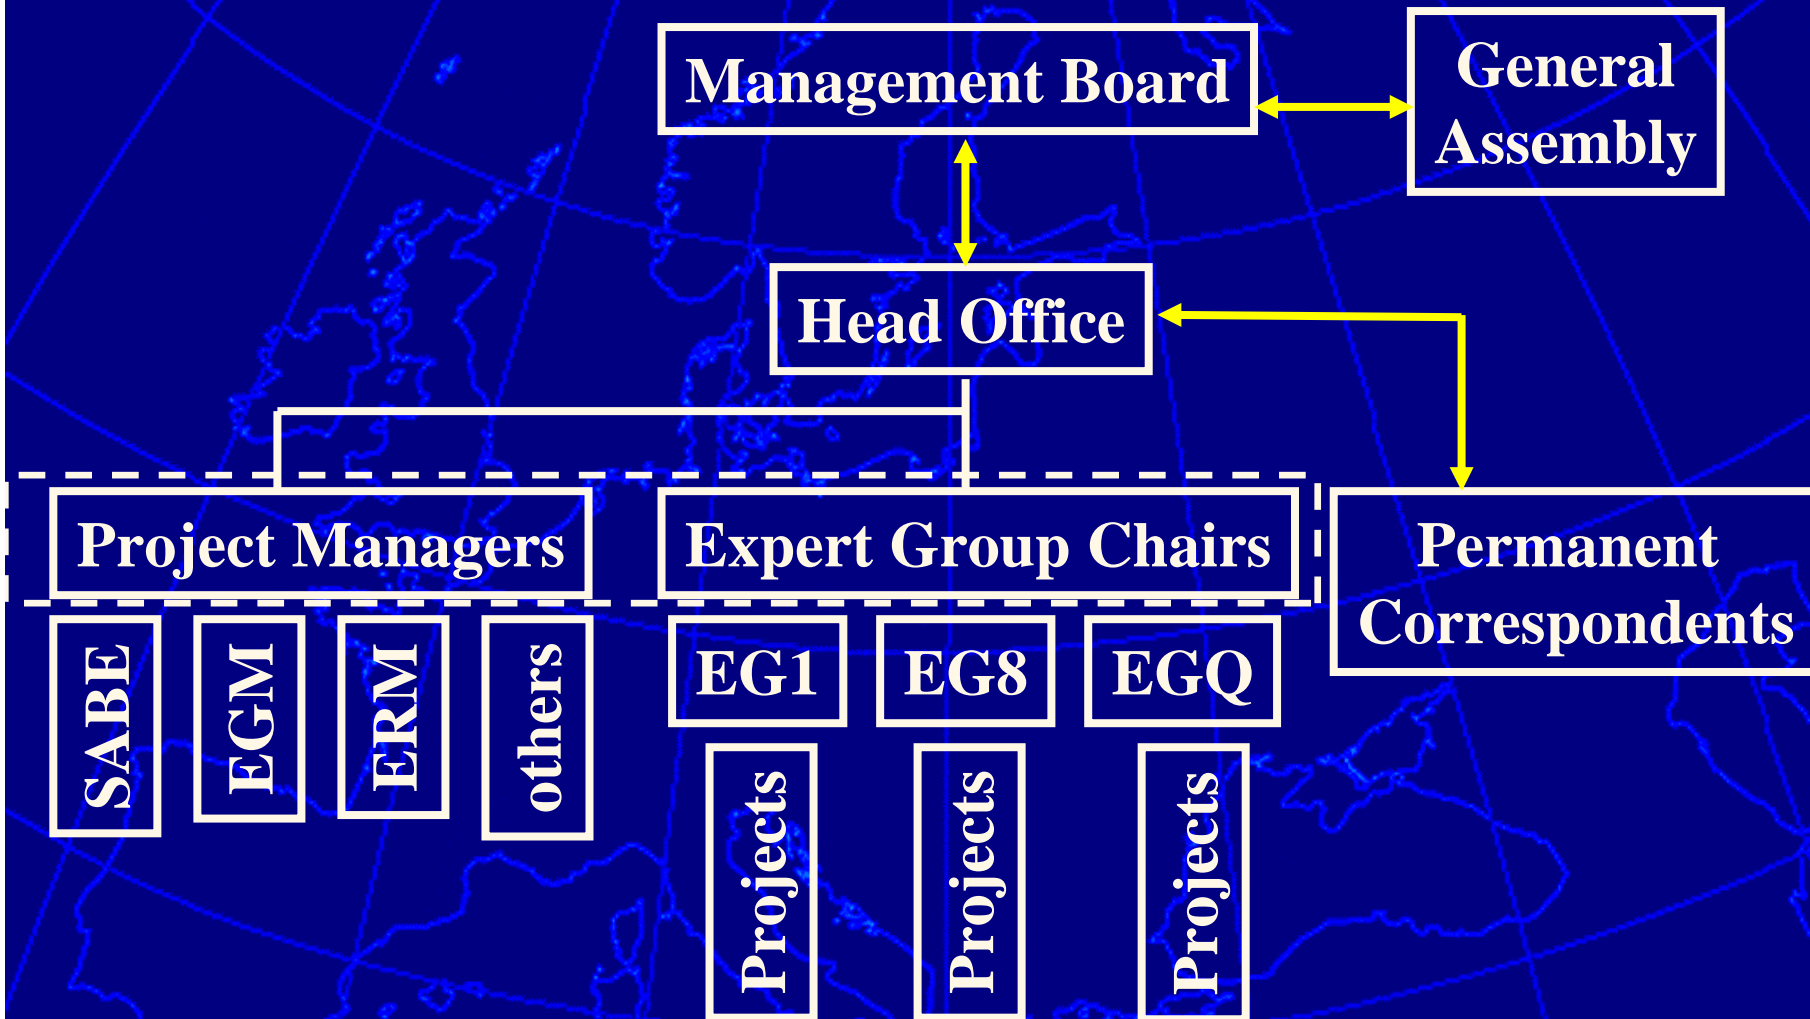 Management Board
General
Assembly
Head Office
Project Managers
Expert Group Chairs
Permanent
Correspondents
SABE
EGM
ERM
others
EG1
EG8
EGQ
Projects
Projects
Projects